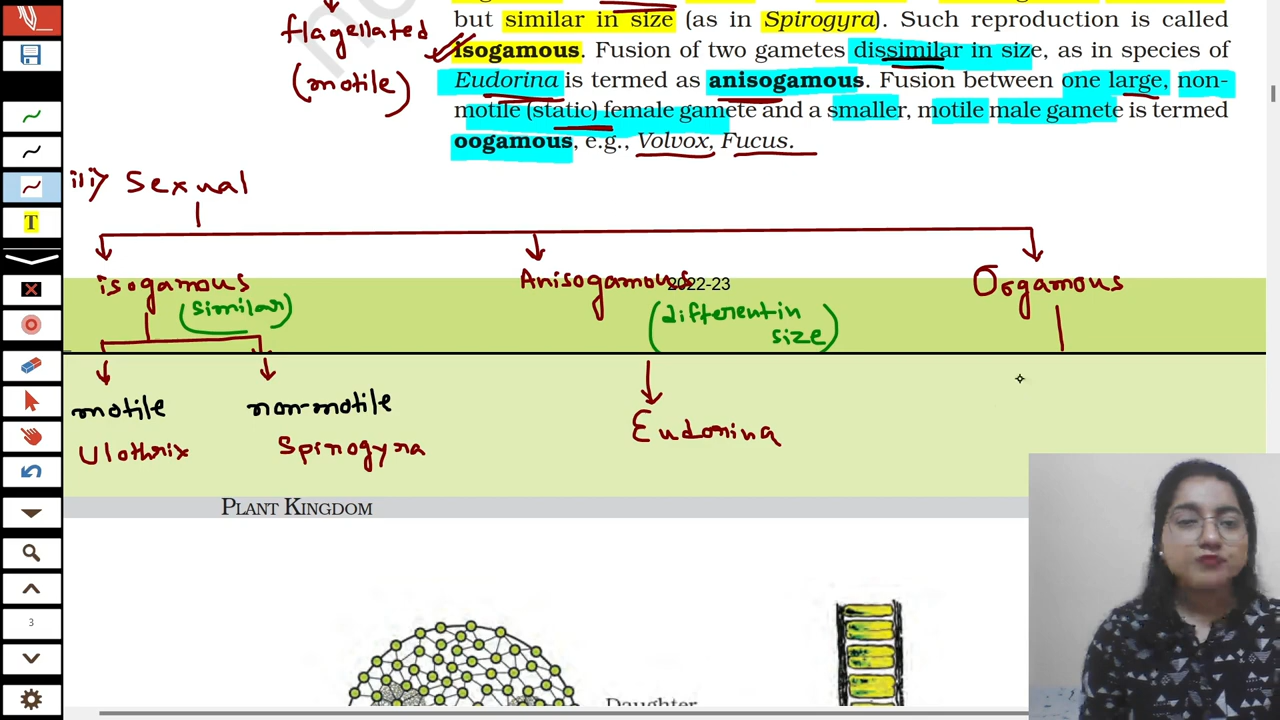 but similar in size (as in Spirogyra). Such reproduction is called
isogamous. Fusion of two gametes dissimilar in size, as in species of
Eudorina is termed as anisogamous. Fusion between one large, non-
motile (static) female gamete and a smaller, motile male gamete is termed
oogamous, e.g., Volvox, Fucus.
flagellated
(motile)
iii) Sexual
isogamous
(similar)
Anisogamous
2022-23
(different in
size)
Oogamous
motile
non-motile
Ulothrix
Spirogyra
Eudorina
PLANT KINGDOM
Daughter
T
3